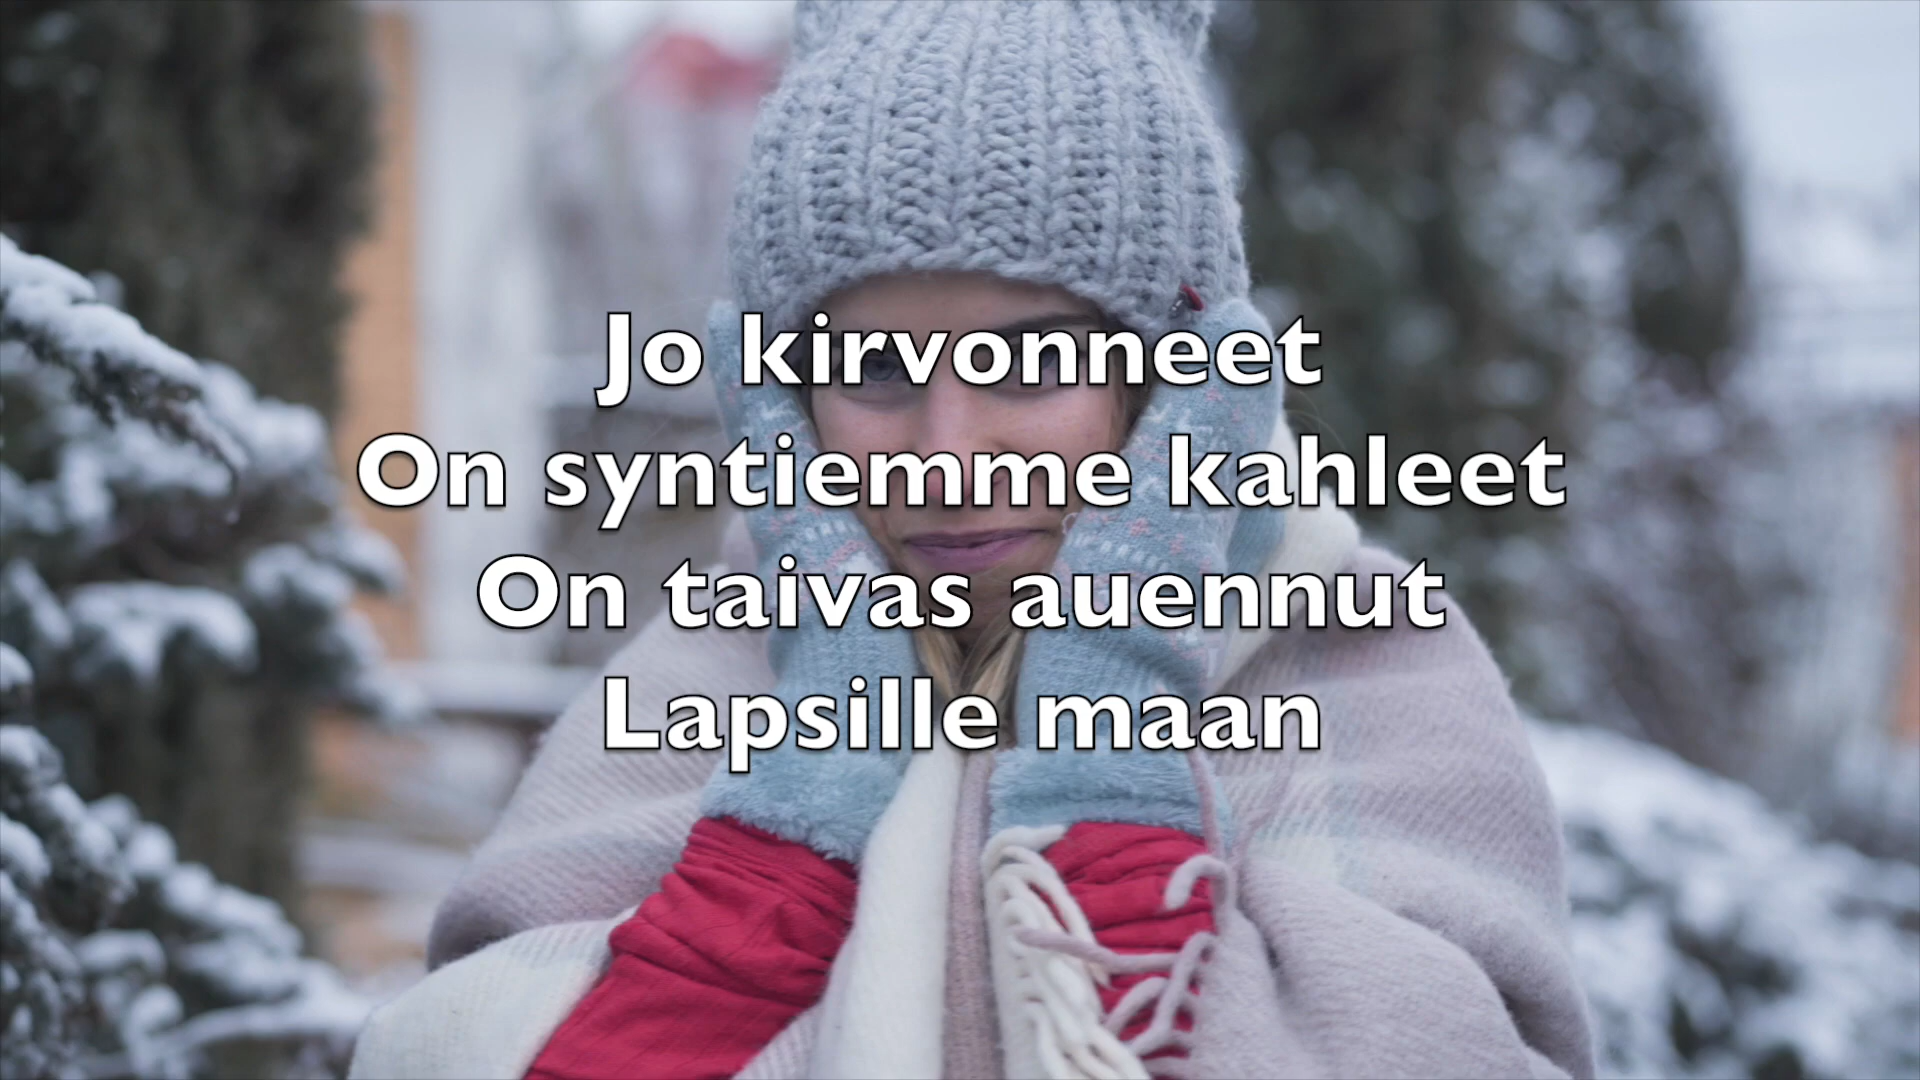 Jo kirvonneet
On syntiemme kahleet
On taivas auennut
Lapsille maan